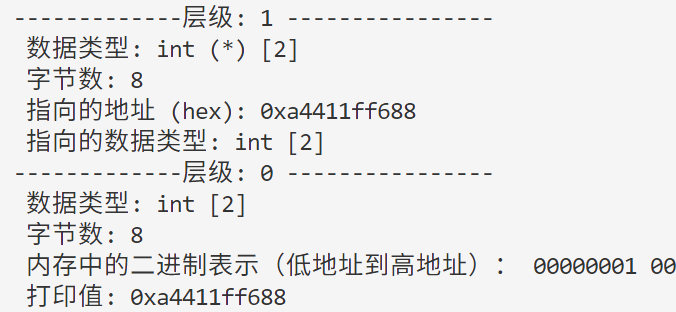 -------------层级: 1 ----------------
数据类型: int (*) [2]
字节数: 8
指向的地址 (hex): 0xa4411ff688
指向的数据类型: int [2]
-------------层级: 0 ----------------
数据类型: int [2]
字节数: 8
内存中的二进制表示（低地址到高地址）： 00000001 00
打印值: 0xa4411ff688